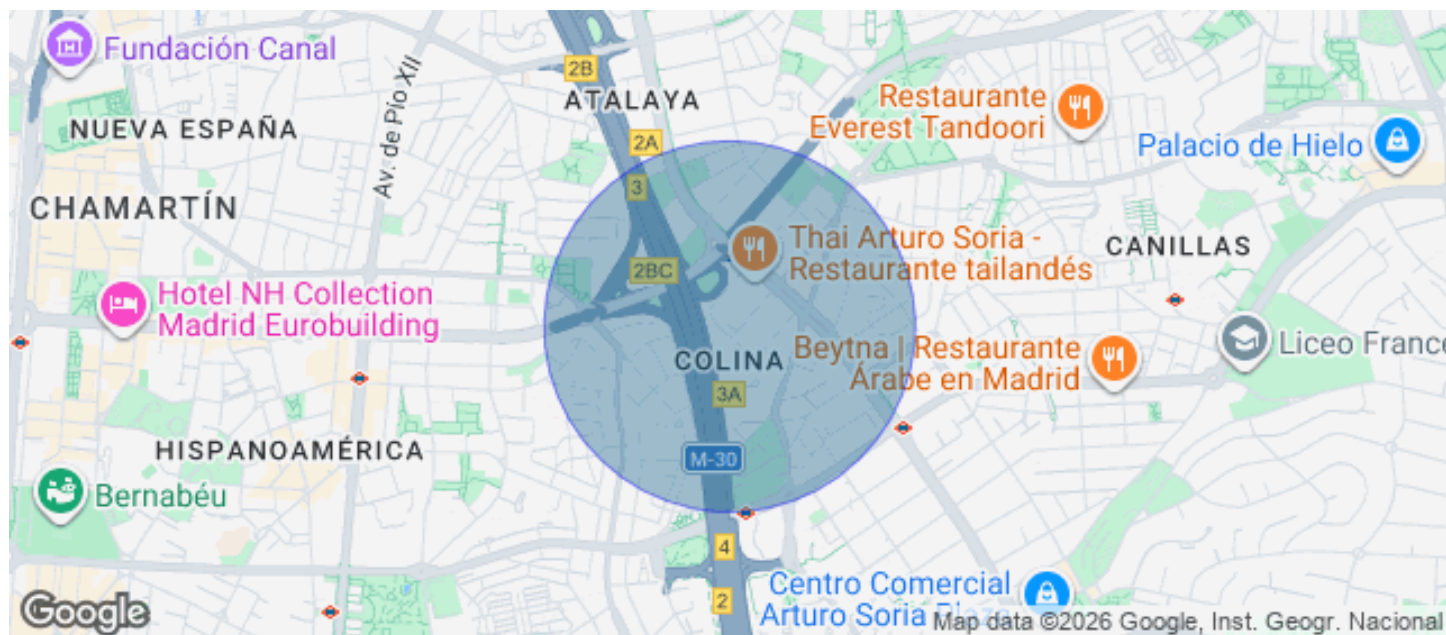 Fundación Canal
2B
ATALAYA
Av. de Pío XII
NUEVA ESPAÑA
2A
Restaurante
Everest Tandoori
Palacio de Hielo
3
CHAMARTÍN
Thai Arturo Soria -
Restaurante tailandés
CANILLAS
2BC
Hotel NH Collection
Madrid Eurobuilding
COLINA
Beytna | Restaurante
Árabe en Madrid
Liceo France
3A
HISPANOAMÉRICA
M-30
Bernabéu
4
2
Centro Comercial
Arturo Soria Plaza
Google
Map data ©2026 Google, Inst. Geogr. Nacional